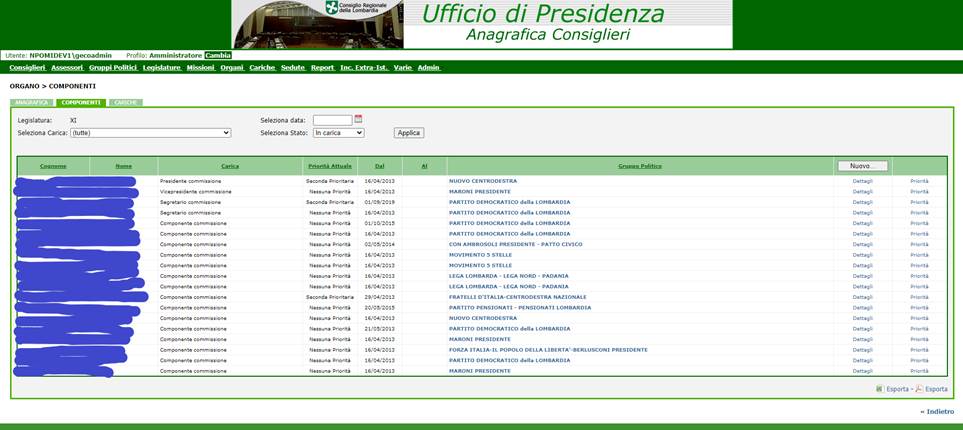 Consiglio Regionale
della Lombardia
Ufficio di Presidenza
Anagrafica Consiglieri
Utente: NPOMIDEV1\gecoadmin Profilo: Amministratore Cambia
Consiglieri Assessori Gruppi Politici Legislature Missioni Organi Cariche Sedute Report Inc. Extra-Ist. Varie Admin
ORGANO > COMPONENTI
ANAGRAFICA COMPONENTI CARICHE
Legislatura: XI Seleziona data:
Seleziona Carica: (tutte) Seleziona Stato: In carica Applica
Cognome Nome Carica Priorità Attuale Dal Al Gruppo Politico Nuovo...
Presidente commissione Seconda Prioritaria 16/04/2013 NUOVO CENTRODESTRA Dettagli Priorità
Vicepresidente commissione Nessuna Priorità 16/04/2013 MARONI PRESIDENTE Dettagli Priorità
Segretario commissione Seconda Prioritaria 01/09/2019 PARTITO DEMOCRATICO della LOMBARDIA Dettagli Priorità
Segretario commissione Nessuna Priorità 16/04/2013 PARTITO DEMOCRATICO della LOMBARDIA Dettagli Priorità
Componente commissione Nessuna Priorità 01/10/2015 PARTITO DEMOCRATICO della LOMBARDIA Dettagli Priorità
Componente commissione Nessuna Priorità 16/04/2013 PARTITO DEMOCRATICO della LOMBARDIA Dettagli Priorità
Componente commissione Nessuna Priorità 02/05/2014 CON AMBROSOLI PRESIDENTE - PATTO CIVICO Dettagli Priorità
Componente commissione Nessuna Priorità 16/04/2013 MOVIMENTO 5 STELLE Dettagli Priorità
Componente commissione Nessuna Priorità 16/04/2013 MOVIMENTO 5 STELLE Dettagli Priorità
Componente commissione Nessuna Priorità 16/04/2013 LEGA LOMBARDA - LEGA NORD - PADANIA Dettagli Priorità
Componente commissione Nessuna Priorità 16/04/2013 LEGA LOMBARDA - LEGA NORD - PADANIA Dettagli Priorità
Componente commissione Seconda Prioritaria 29/04/2013 FRATELLI D'ITALIA-CENTRODESTRA NAZIONALE Dettagli Priorità
Componente commissione Nessuna Priorità 20/05/2015 PARTITO PENSIONATI - PENSIONATI LOMBARDIA Dettagli Priorità
Componente commissione Nessuna Priorità 16/04/2013 NUOVO CENTRODESTRA Dettagli Priorità
Componente commissione Nessuna Priorità 21/05/2013 PARTITO DEMOCRATICO della LOMBARDIA Dettagli Priorità
Componente commissione Nessuna Priorità 16/04/2013 MARONI PRESIDENTE Dettagli Priorità
Componente commissione Nessuna Priorità 16/04/2013 FORZA ITALIA-IL POPOLO DELLA LIBERTA'-BERLUSCONI PRESIDENTE Dettagli Priorità
Componente commissione Nessuna Priorità 16/04/2013 PARTITO DEMOCRATICO della LOMBARDIA Dettagli Priorità
Componente commissione Nessuna Priorità 16/04/2013 MARONI PRESIDENTE Dettagli Priorità
Esporta - Esporta
« Indietro